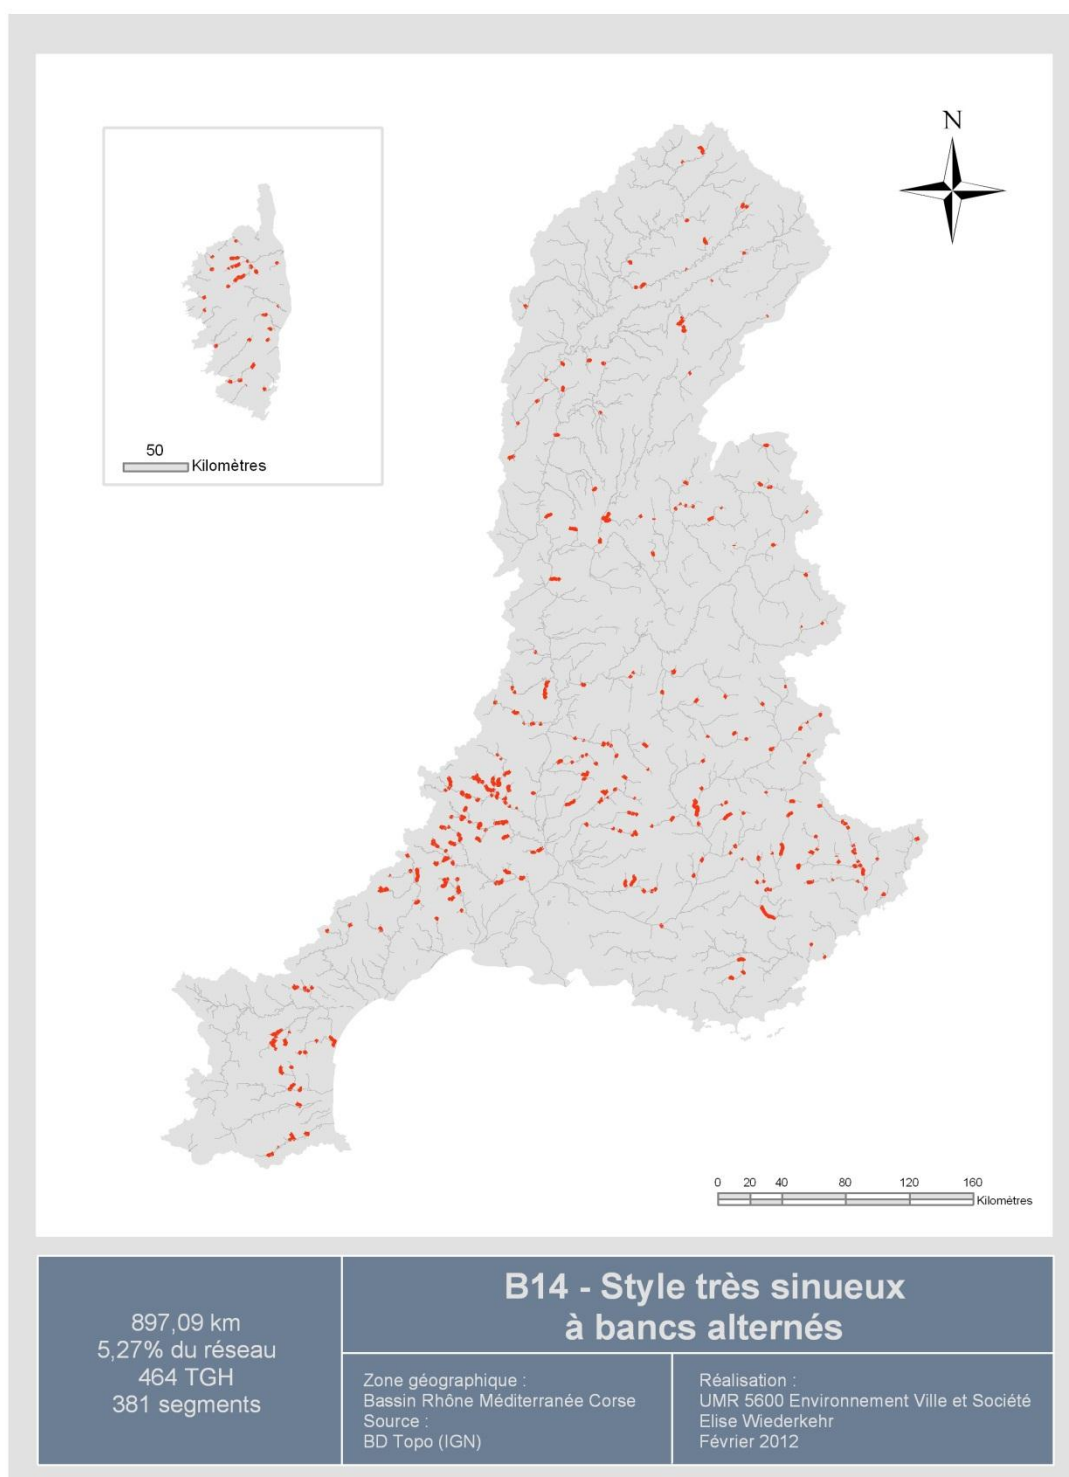 N
50
Kilomètres
0 20 40 80 120 160
Kilomètres
897,09 km
5,27% du réseau
464 TGH
381 segments
B14 - Style très sinueux
à bancs alternés
Zone géographique :
Bassin Rhône Méditerranée Corse
Source :
BD Topo (IGN)
Réalisation :
UMR 5600 Environnement Ville et Société
Elise Wiederkehr
Février 2012